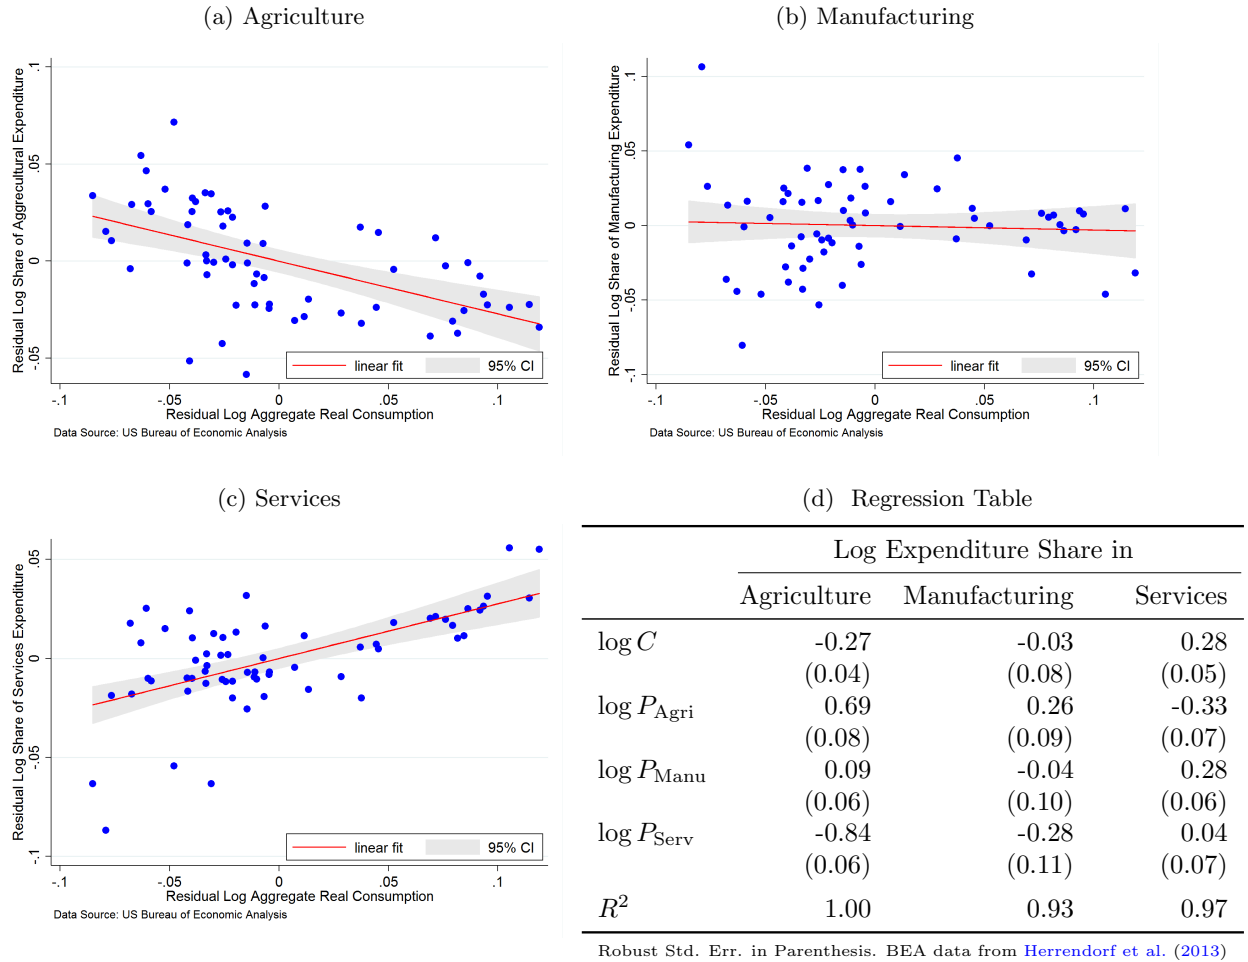 (a) Agriculture
Residual Log Share of Aggrecultural Expenditure
.1
.05
0
-.05
-.1
-.05
0
.05
.1
linear fit
95% CI
Residual Log Aggregate Real Consumption
Data Source: US Bureau of Economic Analysis
(b) Manufacturing
Residual Log Share of Manufacturing Expenditure
.1
.05
0
-.05
-.1
-.1
-.05
0
.05
.1
linear fit
95% CI
Residual Log Aggregate Real Consumption
Data Source: US Bureau of Economic Analysis
(c) Services
Residual Log Share of Services Expenditure
.05
0
-.05
-.1
-.1
-.05
0
.05
.1
linear fit
95% CI
Residual Log Aggregate Real Consumption
Data Source: US Bureau of Economic Analysis
(d) Regression Table
Log Expenditure Share in
Agriculture Manufacturing Services
log C -0.27 -0.03 0.28
(0.04) (0.08) (0.05)
log P_Agri 0.69 0.26 -0.33
(0.08) (0.09) (0.07)
log P_Manu 0.09 -0.04 0.28
(0.06) (0.10) (0.06)
log P_Serv -0.84 -0.28 0.04
(0.06) (0.11) (0.07)
R² 1.00 0.93 0.97
Robust Std. Err. in Parenthesis. BEA data from Herrendorf et al. (2013)